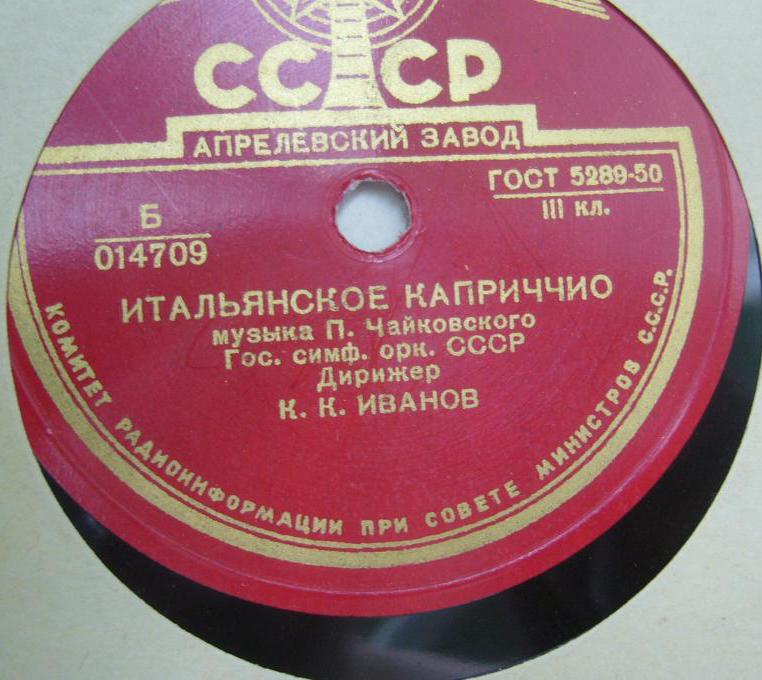 СССР
АПРЕЛЕВСКИЙ ЗАВОД
ГОСТ 5289-50
III кл.
Б
014709
ИТАЛЬЯНСКОЕ КАПРИЧЧИО
музыка П. Чайковского
Гос. симф. орк. СССР
Дирижер
К. К. ИВАНОВ
КОМИТЕТ РАДИОИНФОРМАЦИИ ПРИ СОВЕТЕ МИНИСТРОВ С.С.С.Р.